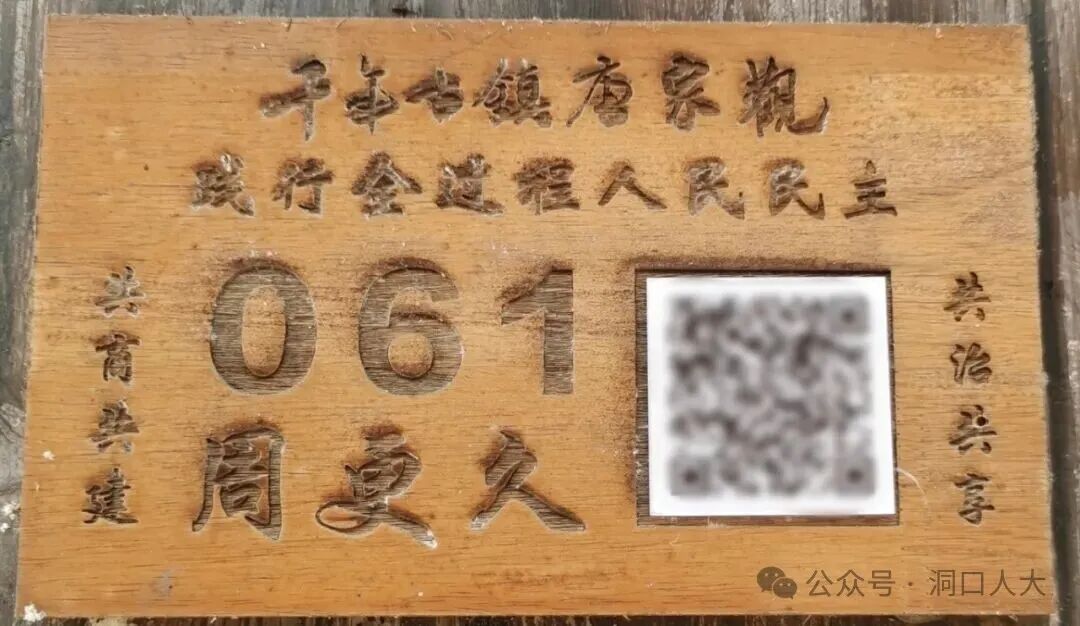 千年古镇唐家观
践行全过程人民民主
共商共建
061
周更久
共治共享
公众号·洞口人大